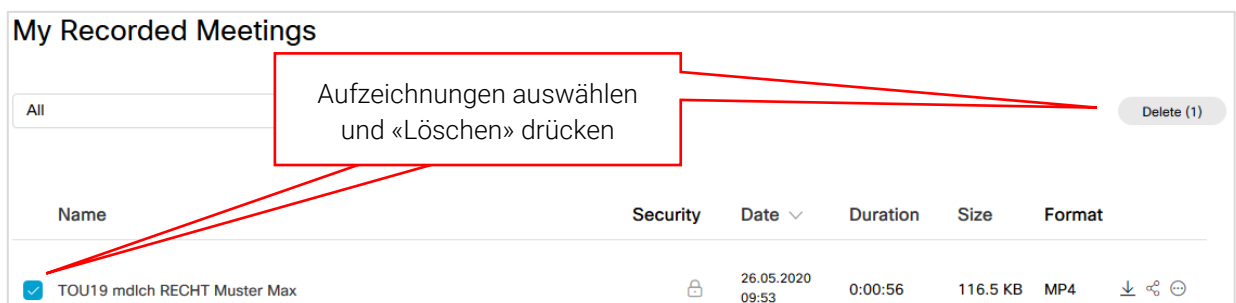 My Recorded Meetings
Aufzeichnungen auswählen
und «Löschen» drücken
All
Delete (1)
Name Security Date Duration Size Format
TOU19 mdlch RECHT Muster Max 26.05.2020 09:53 0:00:56 116.5 KB MP4